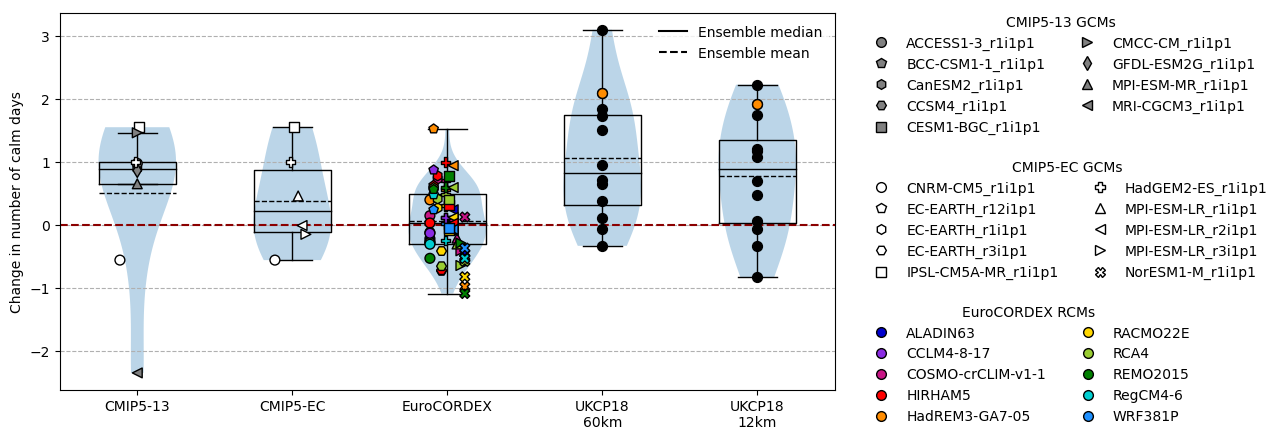 Change in number of calm days
3
2
1
0
−1
−2
Ensemble median
Ensemble mean
CMIP5-13
CMIP5-EC
EuroCORDEX
UKCP18
60km
UKCP18
12km
CMIP5-13 GCMs
ACCESS1-3_r1i1p1
BCC-CSM1-1_r1i1p1
CanESM2_r1i1p1
CCSM4_r1i1p1
CESM1-BGC_r1i1p1
CMCC-CM_r1i1p1
GFDL-ESM2G_r1i1p1
MPI-ESM-MR_r1i1p1
MRI-CGCM3_r1i1p1
CMIP5-EC GCMs
CNRM-CM5_r1i1p1
EC-EARTH_r12i1p1
EC-EARTH_r1i1p1
EC-EARTH_r3i1p1
IPSL-CM5A-MR_r1i1p1
HadGEM2-ES_r1i1p1
MPI-ESM-LR_r1i1p1
MPI-ESM-LR_r2i1p1
MPI-ESM-LR_r3i1p1
NorESM1-M_r1i1p1
EuroCORDEX RCMs
ALADIN63
CCLM4-8-17
COSMO-crCLIM-v1-1
HIRHAM5
HadREM3-GA7-05
RACMO22E
RCA4
REMO2015
RegCM4-6
WRF381P